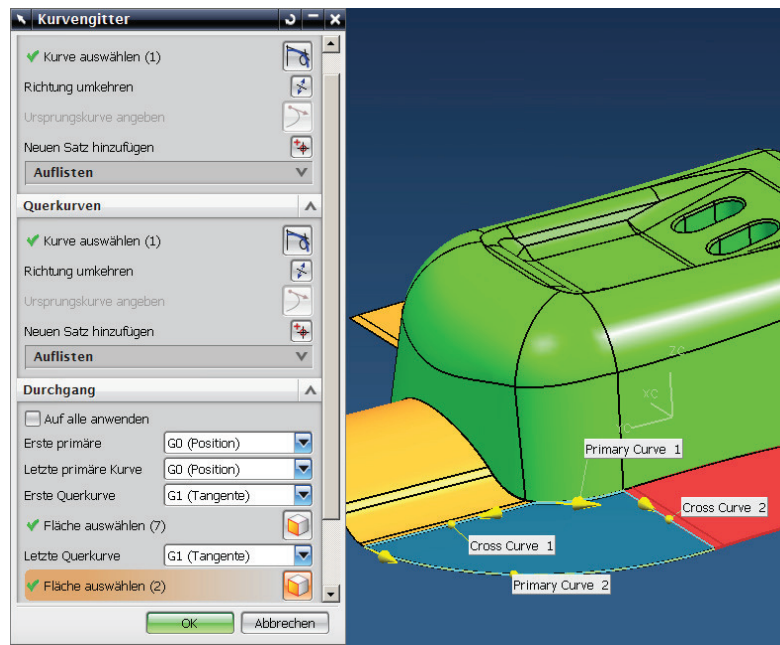 Kurvengitter
Kurve auswählen (1)
Richtung umkehren
Ursprungskurve angeben
Neuen Satz hinzufügen
Auflisten
Querkurven
Kurve auswählen (1)
Richtung umkehren
Ursprungskurve angeben
Neuen Satz hinzufügen
Auflisten
Durchgang
Auf alle anwenden
Erste primäre G0 (Position)
Letzte primäre Kurve G0 (Position)
Erste Querkurve G1 (Tangente)
Fläche auswählen (7)
Letzte Querkurve G1 (Tangente)
Fläche auswählen (2)
OK Abbrechen
ZC
XC
YC
Primary Curve 1
Cross Curve 2
Cross Curve 1
Primary Curve 2